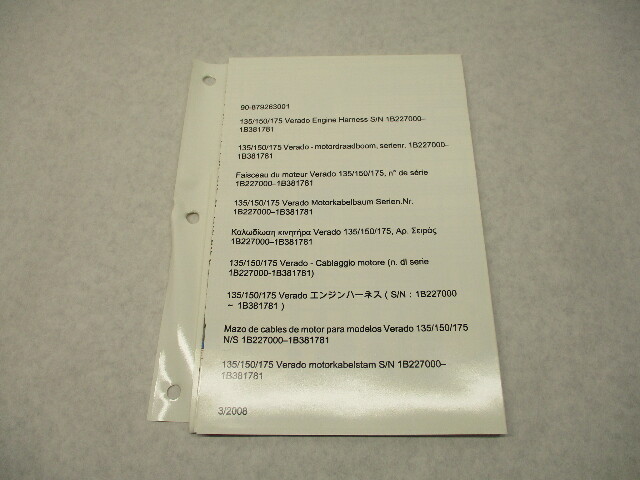 90-879263001
135/150/175 Verado Engine Harness S/N 1B227000–
1B381781
135/150/175 Verado - motordraadboom, serienr. 1B227000–
1B381781
Faisceau du moteur Verado 135/150/175, n° de série
1B227000–1B381781
135/150/175 Verado Motorkabelbaum Serien.Nr.
1B227000–1B381781
Καλωδίωση κινητήρα Verado 135/150/175, Αρ. Σειράς
1B227000–1B381781
135/150/175 Verado - Cablaggio motore (n. di serie
1B227000-1B381781)
135/150/175 Verado エンジンハーネス ( S/N : 1B227000
~ 1B381781 )
Mazo de cables de motor para modelos Verado 135/150/175
N/S 1B227000–1B381781
135/150/175 Verado motorkabelstam S/N 1B227000–
1B381781
3/2008